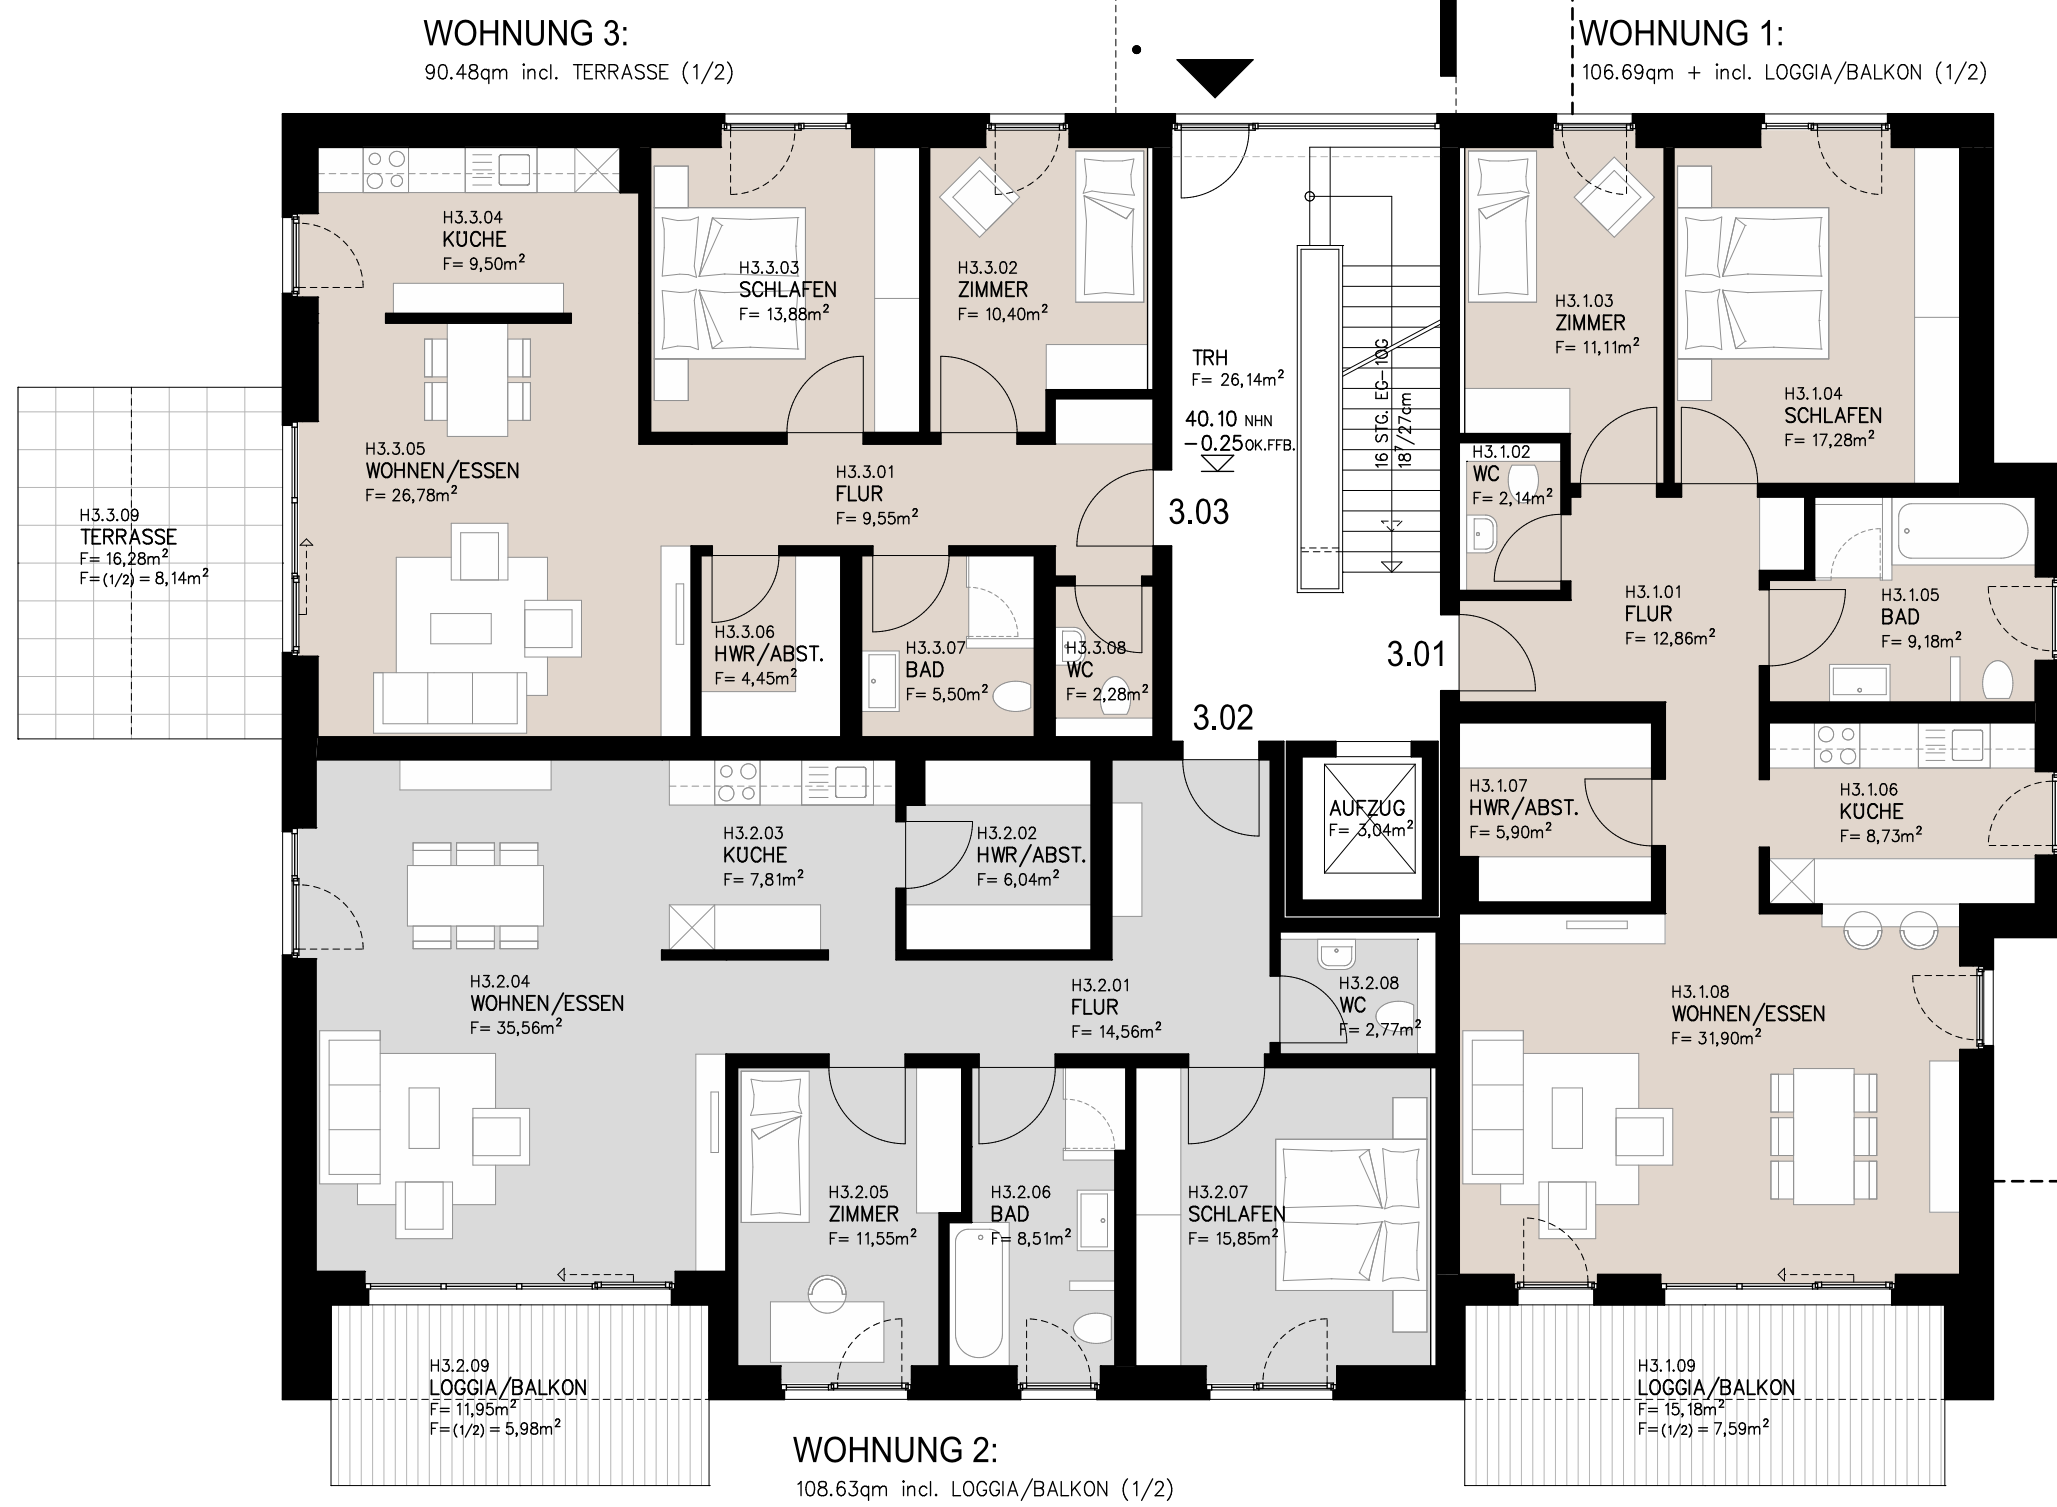 WOHNUNG 3:
90.48qm incl. TERRASSE (1/2)
WOHNUNG 1:
106.69qm + incl. LOGGIA/BALKON (1/2)
H3.3.04
KÜCHE
F= 9,50m²
H3.3.03
SCHLAFEN
F= 13,88m²
H3.3.02
ZIMMER
F= 10,40m²
TRH
F= 26,14m²
40.10 NHN
-0.25 OK.FFB.
16 STG. EG-1OG
18⁷/27cm
H3.1.03
ZIMMER
F= 11,11m²
H3.1.04
SCHLAFEN
F= 17,28m²
H3.3.05
WOHNEN/ESSEN
F= 26,78m²
H3.3.01
FLUR
F= 9,55m²
3.03
H3.1.02
WC
F= 2,14m²
H3.3.09
TERRASSE
F= 16,28m²
F=(1/2) = 8,14m²
H3.3.06
HWR/ABST.
F= 4,45m²
H3.3.07
BAD
F= 5,50m²
H3.3.08
WC
F= 2,28m²
3.01
H3.1.01
FLUR
F= 12,86m²
H3.1.05
BAD
F= 9,18m²
3.02
H3.2.03
KÜCHE
F= 7,81m²
H3.2.02
HWR/ABST.
F= 6,04m²
AUFZUG
F= 3,04m²
H3.1.07
HWR/ABST.
F= 5,90m²
H3.1.06
KÜCHE
F= 8,73m²
H3.2.04
WOHNEN/ESSEN
F= 35,56m²
H3.2.01
FLUR
F= 14,56m²
H3.2.08
WC
F= 2,77m²
H3.1.08
WOHNEN/ESSEN
F= 31,90m²
H3.2.05
ZIMMER
F= 11,55m²
H3.2.06
BAD
F= 8,51m²
H3.2.07
SCHLAFEN
F= 15,85m²
H3.2.09
LOGGIA/BALKON
F= 11,95m²
F=(1/2) = 5,98m²
H3.1.09
LOGGIA/BALKON
F= 15,18m²
F=(1/2) = 7,59m²
WOHNUNG 2:
108.63qm incl. LOGGIA/BALKON (1/2)